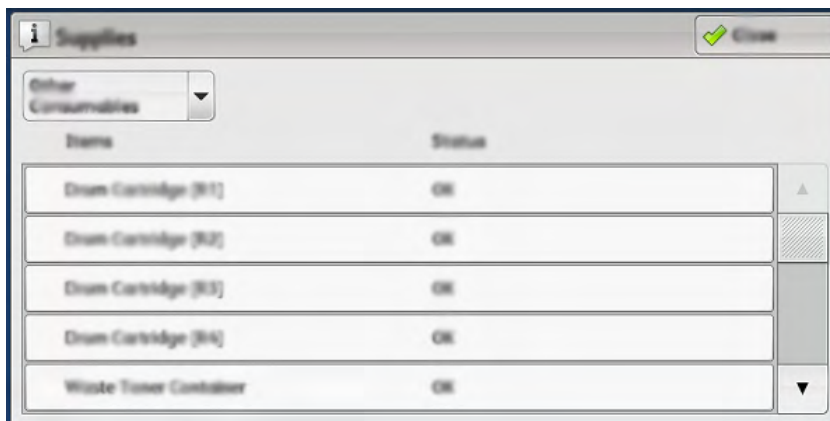 Supplies
Close
Other
Consumables
Items Status
Drum Cartridge [R1] OK
Drum Cartridge [R2] OK
Drum Cartridge [R3] OK
Drum Cartridge [R4] OK
Waste Toner Container OK